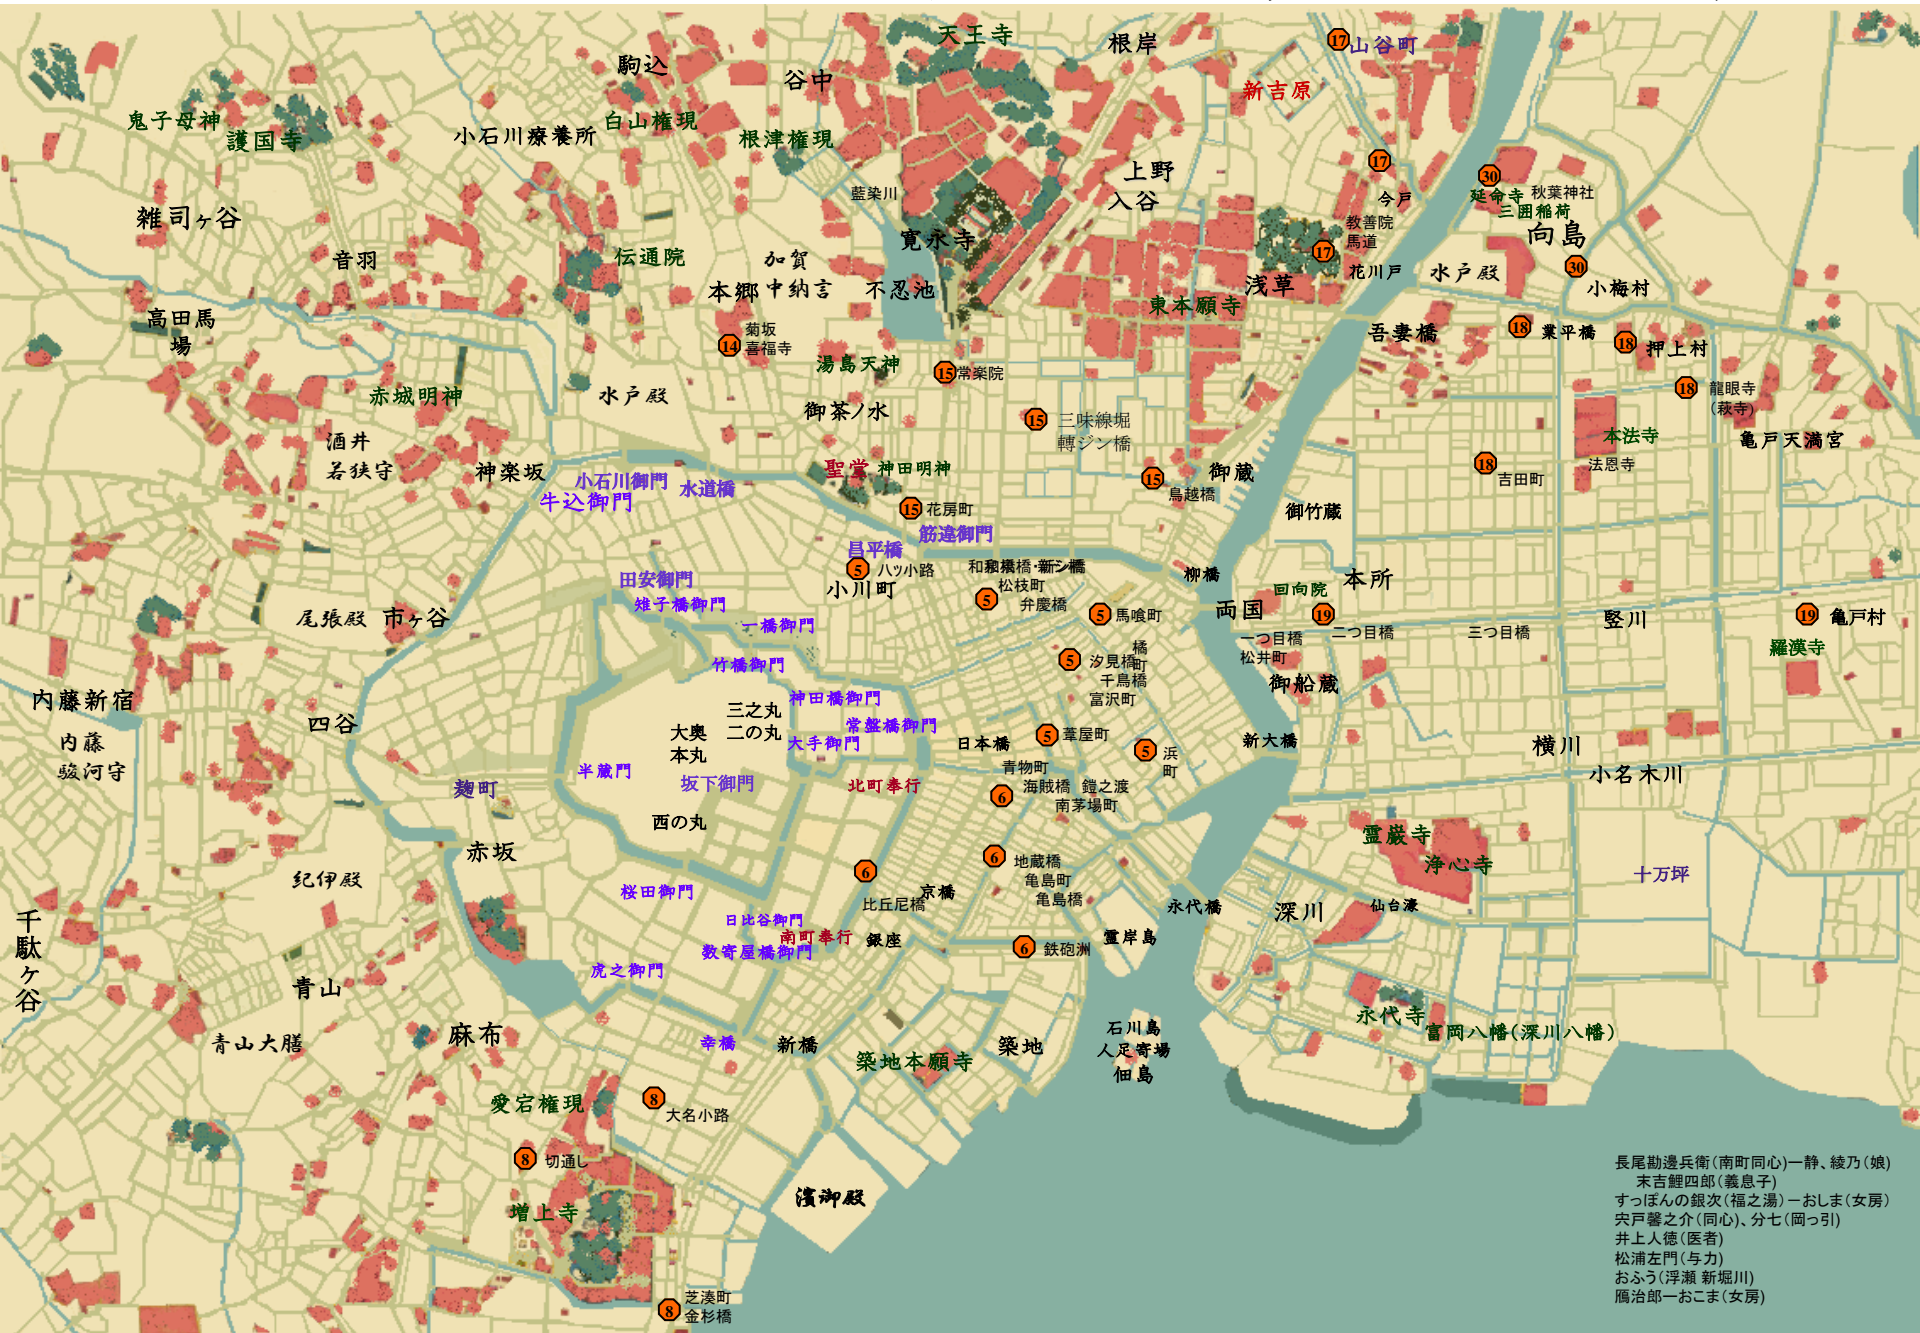 天王寺
根岸
17
山谷町
駒込
谷中
新吉原
鬼子母神
護国寺
小石川療養所
白山権現
根津権現
17
上野
入谷
藍染川
30
延命寺
秋葉神社
三囲稲荷
今戸
教善院
馬道
17
向島
雑司ヶ谷
音羽
伝通院
寛永寺
加賀
中納言
本郷
不忍池
浅草
花川戸
水戸殿
30
小梅村
東本願寺
高田馬
場
菊坂
14
喜福寺
吾妻橋
18
業平橋
18
押上村
湯島天神
15
常楽院
18
龍眼寺
(萩寺)
赤城明神
水戸殿
御茶ノ水
15
三味線堀
轉ジン橋
本法寺
亀戸天満宮
酒井
若狭守
神楽坂
小石川御門
水道橋
牛込御門
聖堂
神田明神
御蔵
15
鳥越橋
18
吉田町
法恩寺
15
花房町
御竹蔵
筋違御門
昌平橋
5
八ツ小路
小川町
和泉橋・新シ橋
松枝町
5
弁慶橋
柳橋
本所
田安御門
雉子橋御門
回向院
5
馬喰町
両国
19
19
亀戸村
尾張殿
市ヶ谷
一橋御門
一つ目橋
二つ目橋
三つ目橋
竪川
松井町
羅漢寺
竹橋御門
橘
町
5
汐見橋
千鳥橋
富沢町
御船蔵
内藤新宿
四谷
神田橋御門
三之丸
二の丸
大奥
本丸
常盤橋御門
大手御門
日本橋
5
葺屋町
5
浜
町
新大橋
横川
内藤
駿河守
半蔵門
麹町
坂下御門
北町奉行
青物町
海賊橋
鎧之渡
6
南茅場町
小名木川
西の丸
霊巌寺
浄心寺
赤坂
紀伊殿
6
地蔵橋
亀島町
亀島橋
6
比丘尼橋
京橋
十万坪
桜田御門
永代橋
深川
仙台濠
千
駄
ヶ
谷
日比谷御門
南町奉行
数寄屋橋御門
銀座
6
鉄砲洲
霊岸島
虎之御門
青山
青山大膳
麻布
幸橋
新橋
築地本願寺
築地
石川島
人足寄場
佃島
永代寺
富岡八幡(深川八幡)
愛宕権現
8
大名小路
8
切通し
増上寺
濱御殿
8
芝湊町
金杉橋
長尾勘邊兵衛(南町同心)ー静、綾乃(娘)
末吉鯉四郎(義息子)
すっぽんの銀次(福之湯)ーおしま(女房)
宍戸馨之介(同心)、分七(岡っ引)
井上人徳(医者)
松浦左門(与力)
おふう(浮瀬 新堀川)
鴈治郎ーおこま(女房)